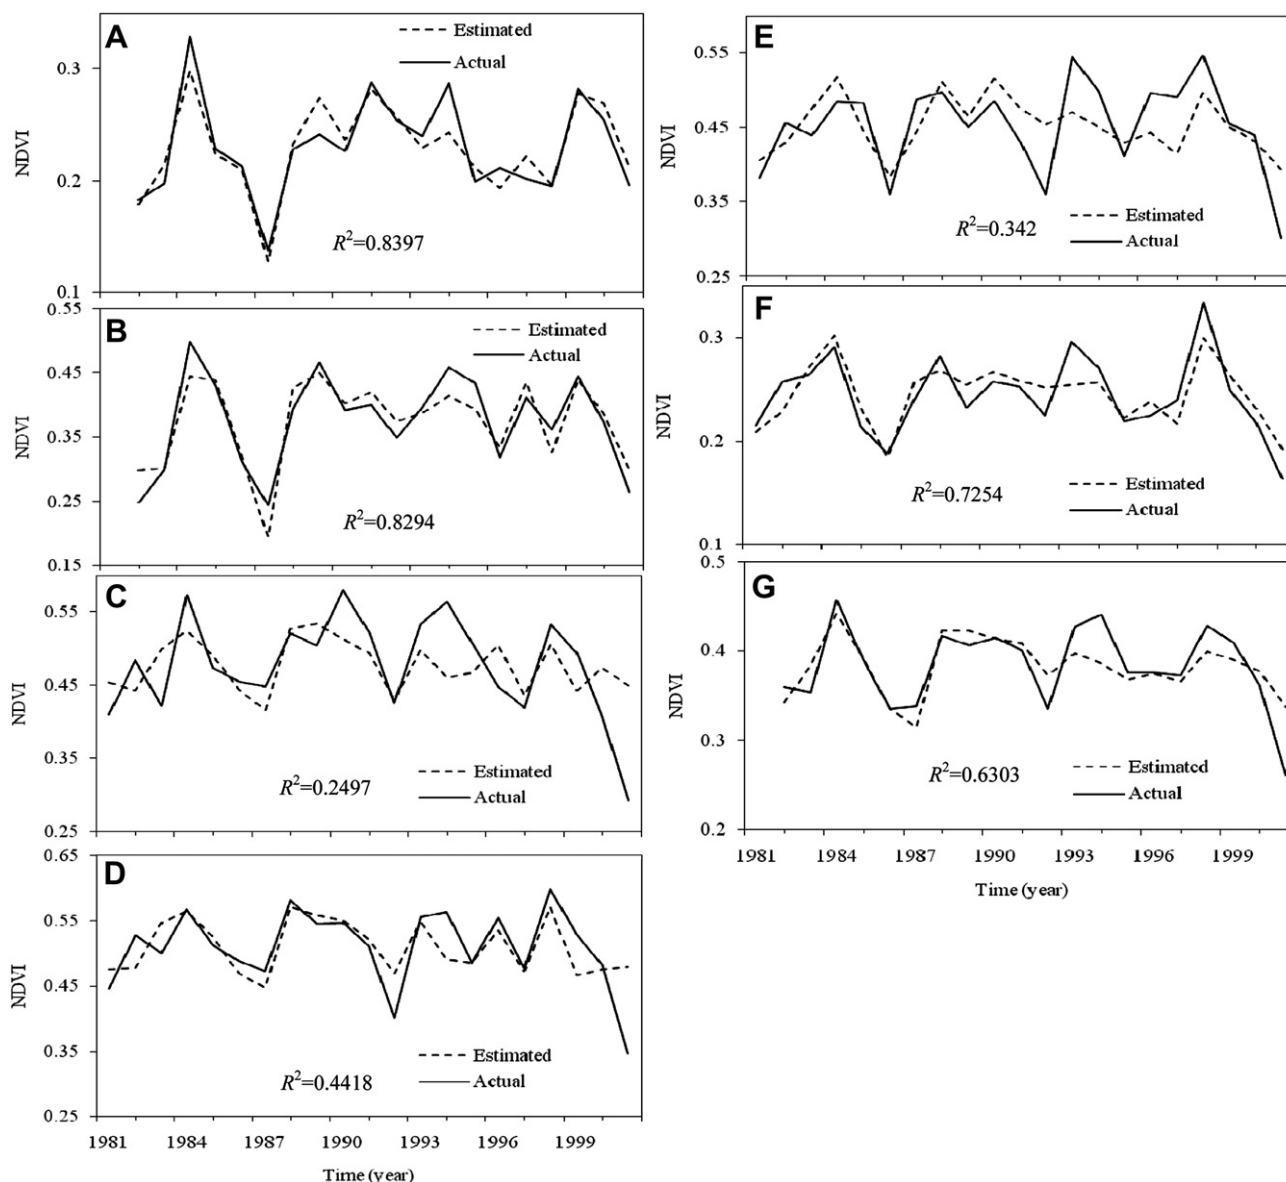 A
Estimated
Actual
0.3
0.2
0.1
NDVI
R2=0.8397
B
Estimated
Actual
0.55
0.45
0.35
0.25
0.15
NDVI
R2=0.8294
C
0.55
0.45
0.35
0.25
NDVI
R2=0.2497
Estimated
Actual
D
0.65
0.55
0.45
0.35
0.25
NDVI
R2=0.4418
Estimated
Actual
1981 1984 1987 1990 1993 1996 1999
Time (year)
E
0.55
0.45
0.35
0.25
NDVI
R2=0.342
Estimated
Actual
F
0.3
0.2
0.1
NDVI
R2=0.7254
Estimated
Actual
G
0.5
0.4
0.3
0.2
NDVI
R2=0.6303
Estimated
Actual
1981 1984 1987 1990 1993 1996 1999
Time (year)